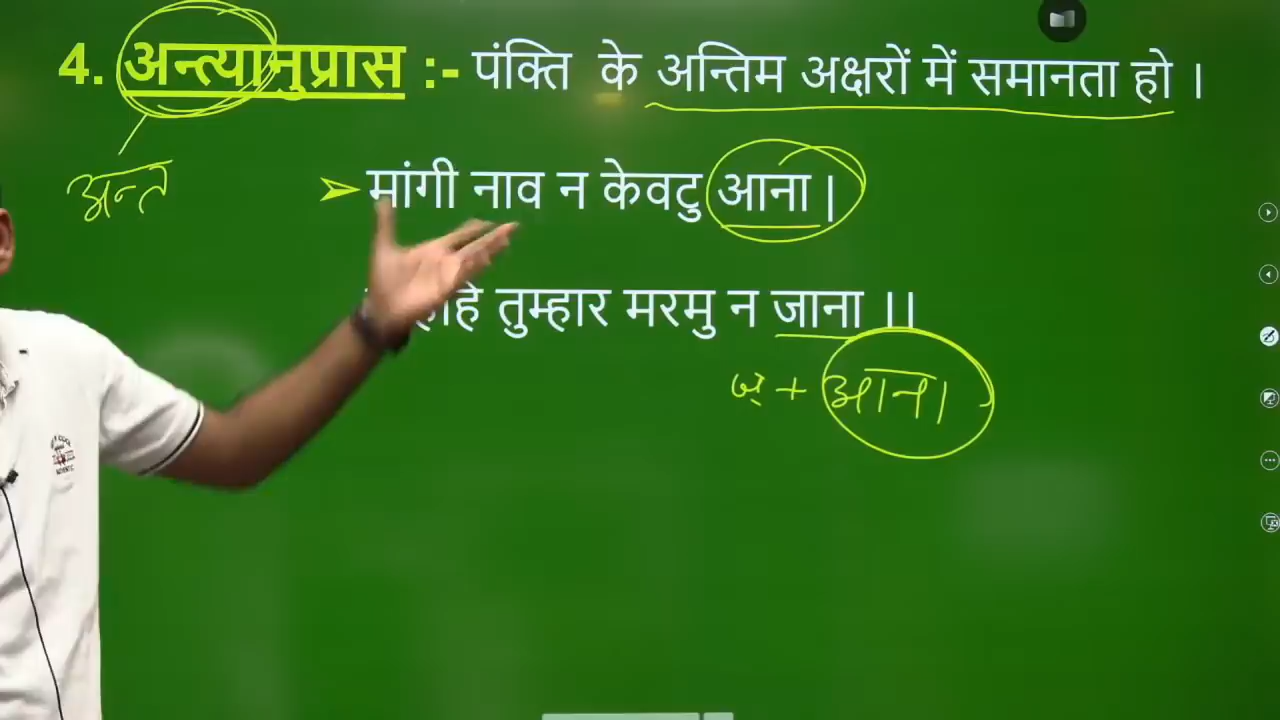 4. अन्त्यानुप्रास :- पंक्ति के अन्तिम अक्षरों में समानता हो ।
अन्त
➢ मांगी नाव न केवटु आना |
तुम्हार मरमु न जाना ।।
ज् + आना